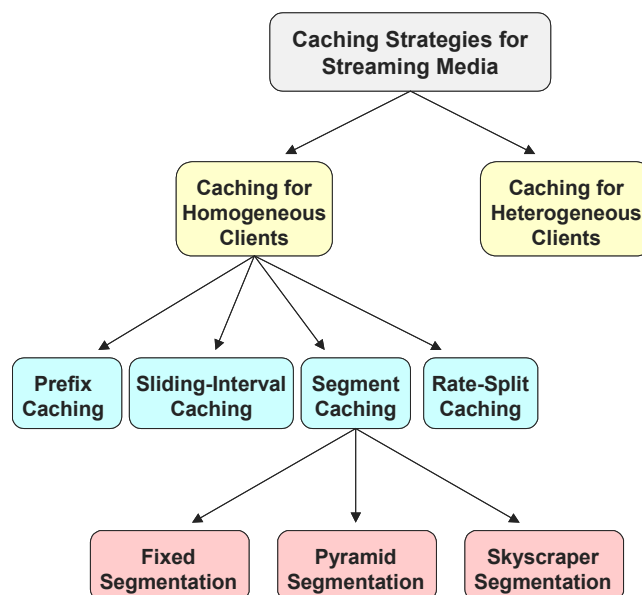 Caching Strategies for
Streaming Media
Caching for
Homogeneous
Clients
Caching for
Heterogeneous
Clients
Prefix
Caching
Sliding-Interval
Caching
Segment
Caching
Rate-Split
Caching
Fixed
Segmentation
Pyramid
Segmentation
Skyscraper
Segmentation